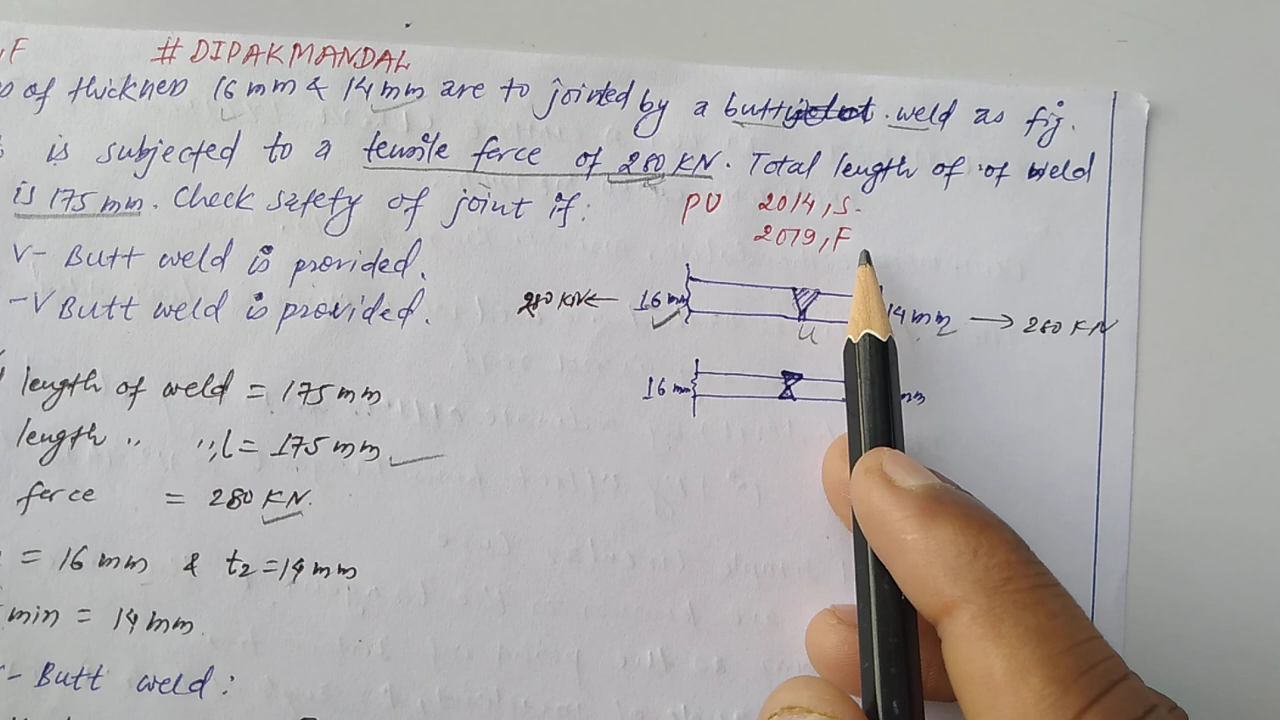 ,F #DIPAKMANDAL
of thickness 16 mm & 14 mm are to jointed by a butt weld as fig.
is subjected to a tensile force of 280 KN. Total length of of weld
is 175 mm. Check safety of joint if:
PU 2014,S.
2019,F
V- Butt weld is provided.
-V Butt weld is provided.
280 KN← 16 mm 14 mm → 280 KN
16 mm mm
length of weld = 175 mm
length " ", l = 175 mm
force = 280 KN.
= 16 mm & t2 = 14 mm
min = 14 mm.
- Butt weld: